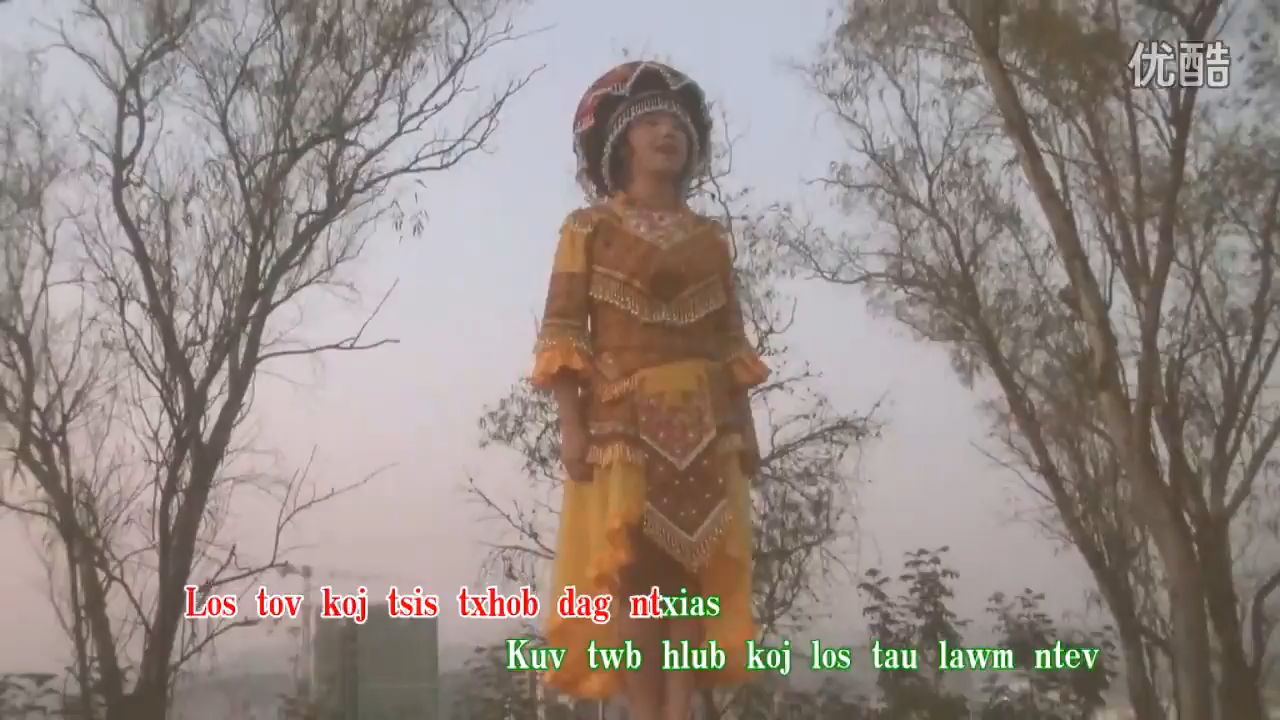 优酷
Los tov koj tsis txhob dag ntxias
Kuv twb hlub koj los tau lawm ntev